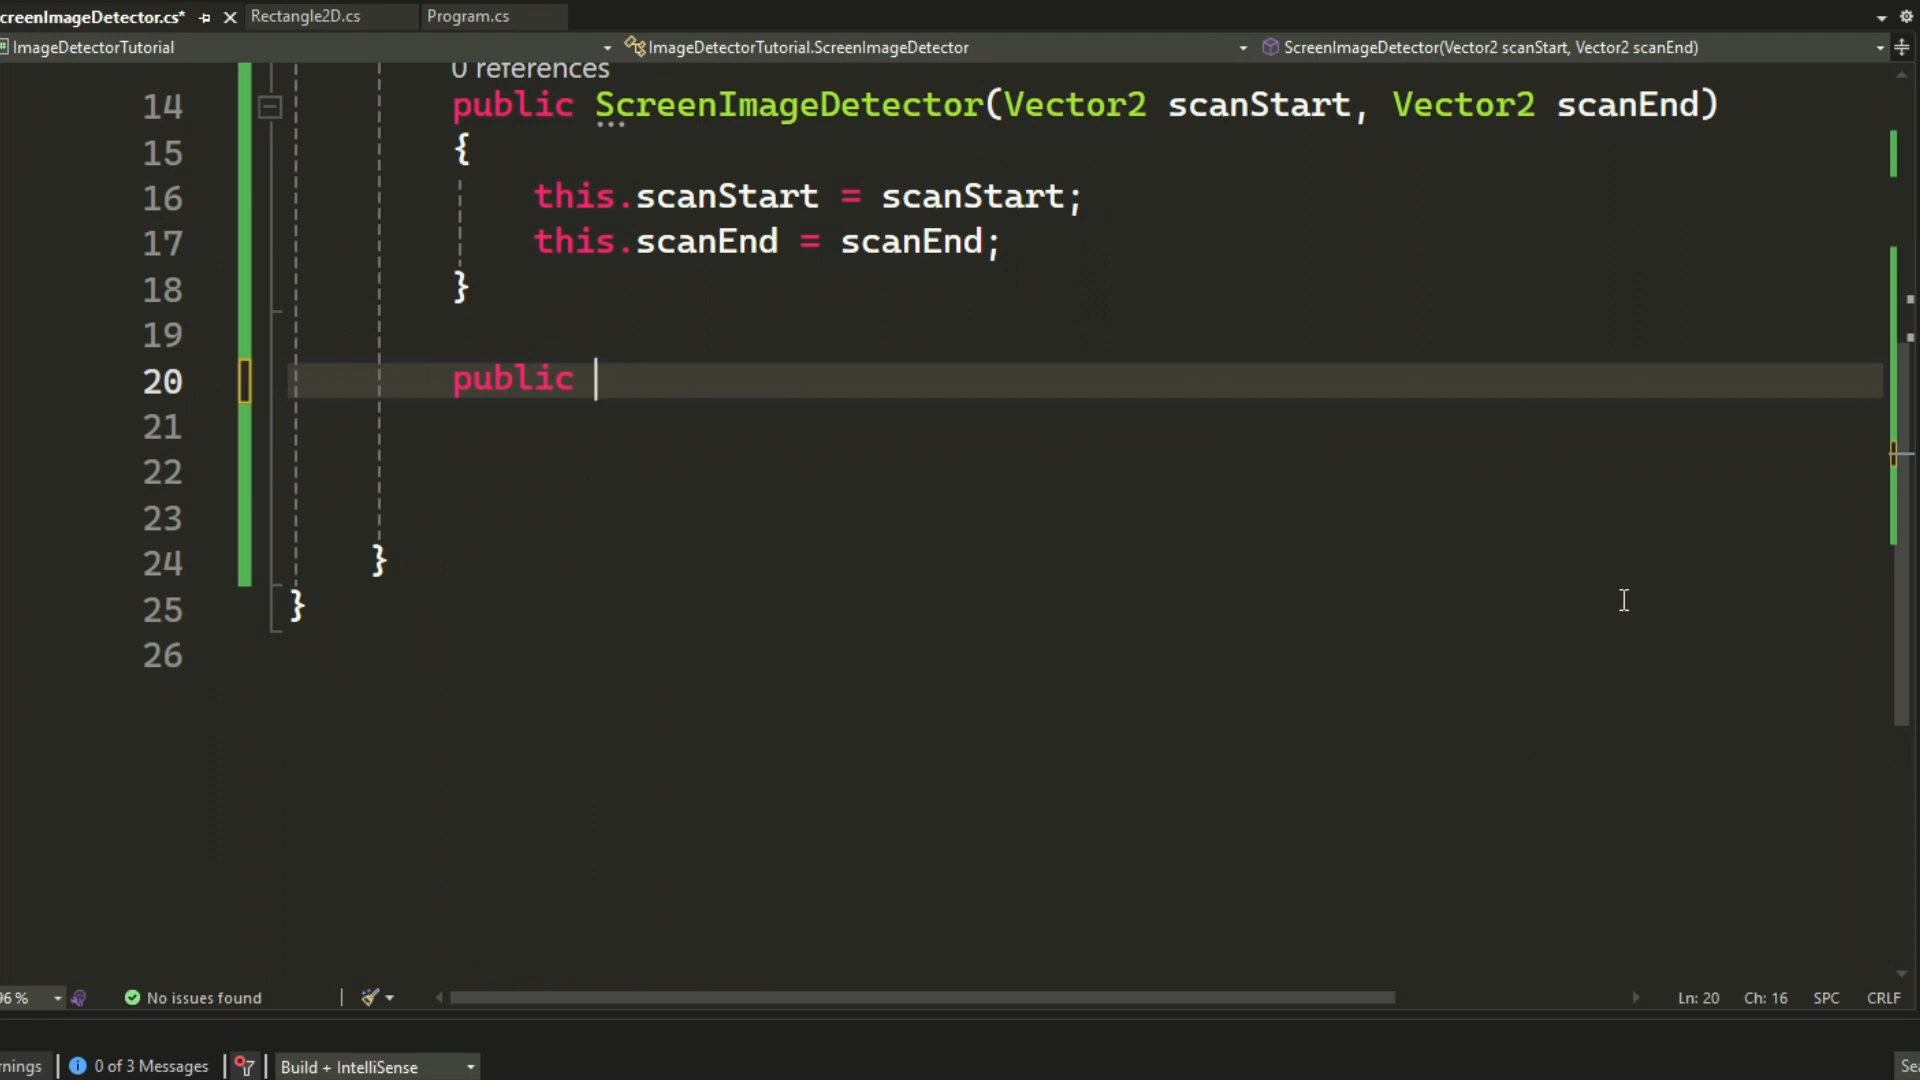 creenImageDetector.cs* Rectangle2D.cs Program.cs
ImageDetectorTutorial ImageDetectorTutorial.ScreenImageDetector ScreenImageDetector(Vector2 scanStart, Vector2 scanEnd)
0 references
14 public ScreenImageDetector(Vector2 scanStart, Vector2 scanEnd)
15 {
16 this.scanStart = scanStart;
17 this.scanEnd = scanEnd;
18 }
19
20 public
21
22
23
24 }
25 }
26
96 % No issues found Ln: 20 Ch: 16 SPC CRLF
rnings 0 of 3 Messages Build + IntelliSense Sea